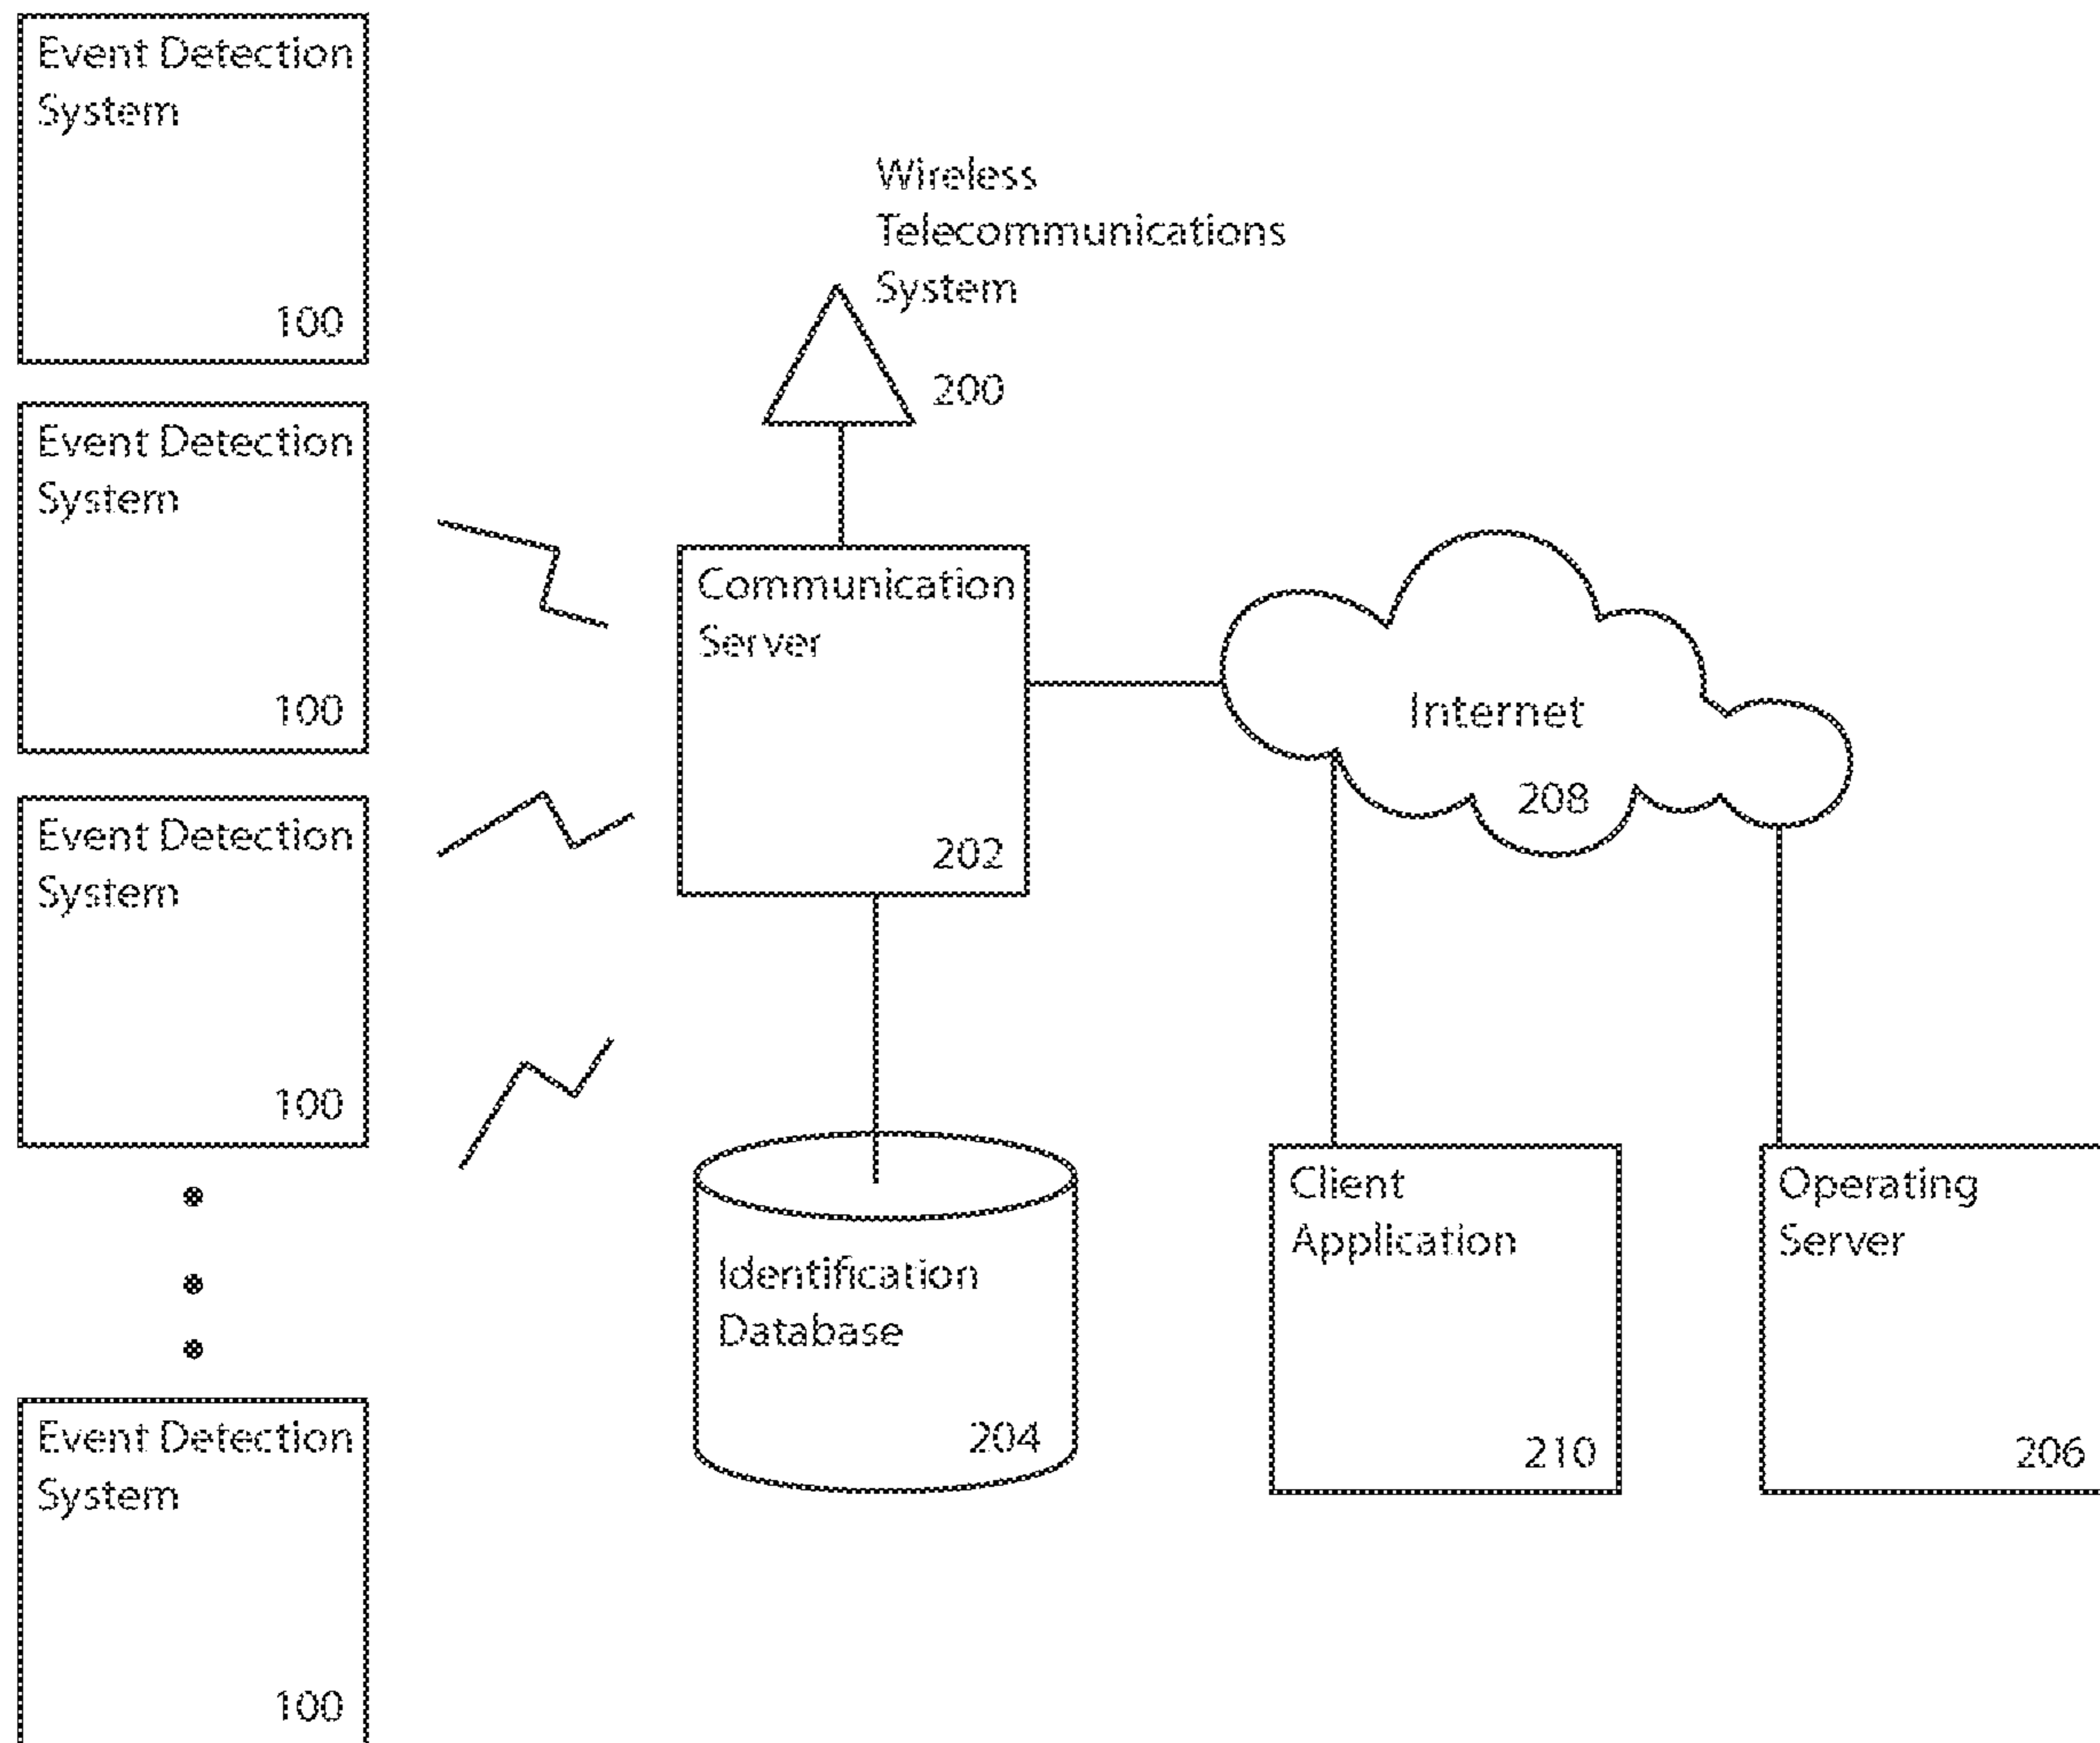 Event Detection
System
100
Event Detection
System
100
Event Detection
System
100
Event Detection
System
100
Wireless
Telecommunications
System
200
Communication
Server
202
Internet
208
Identification
Database
204
Client
Application
210
Operating
Server
206